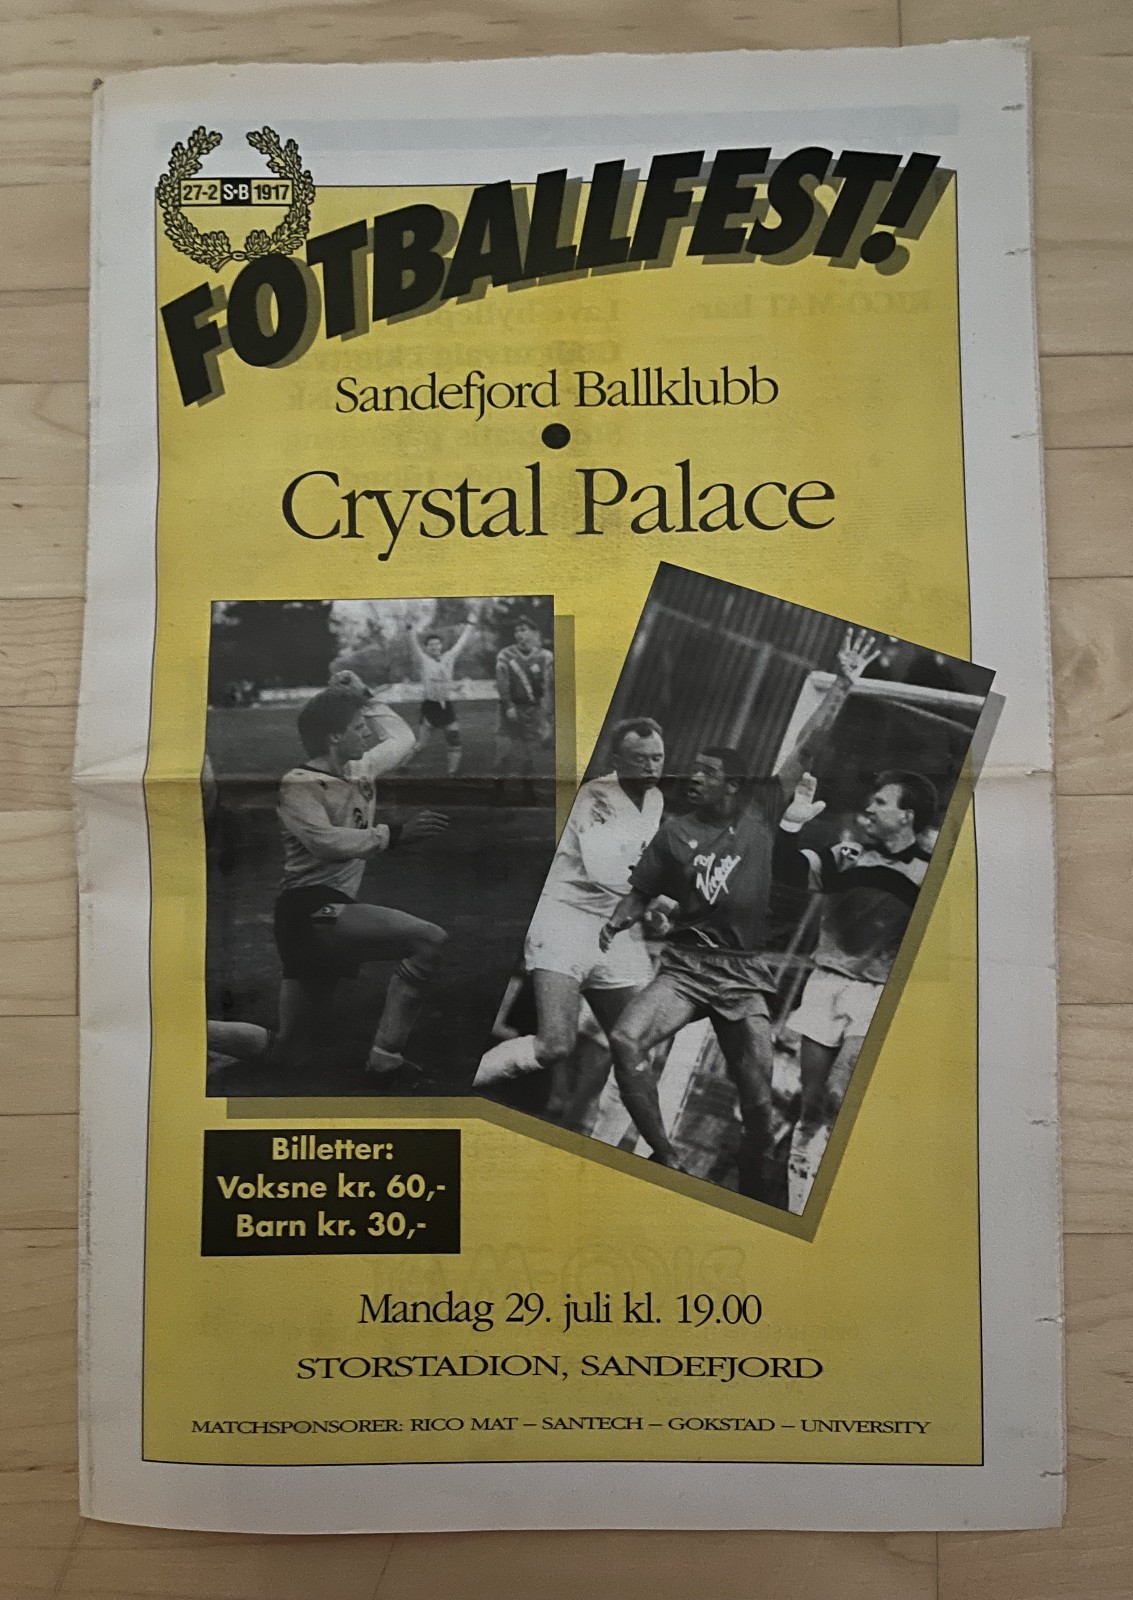 27-2 S-B 1917
FOTBALLFEST!
Sandefjord Ballklubb
•
Crystal Palace
Virgin
Billetter:
Voksne kr. 60,-
Barn kr. 30,-
Mandag 29. juli kl. 19.00
STORSTADION, SANDEFJORD
MATCHSPONSORER: RICO MAT – SANTECH – GOKSTAD – UNIVERSITY